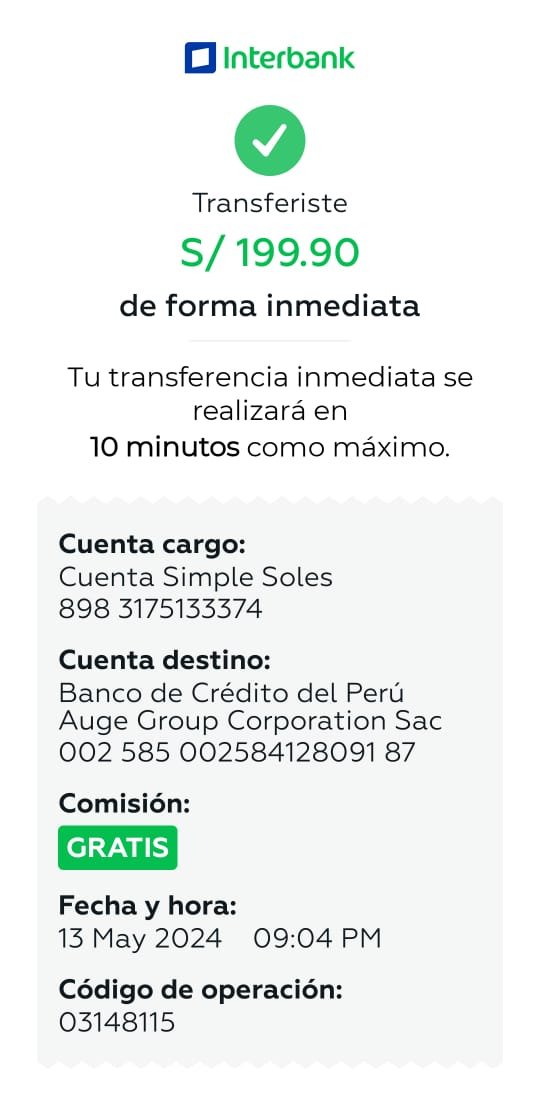 Interbank
Transferiste
S/ 199.90
de forma inmediata
Tu transferencia inmediata se
realizará en
10 minutos como máximo.
Cuenta cargo:
Cuenta Simple Soles
898 3175133374
Cuenta destino:
Banco de Crédito del Perú
Auge Group Corporation Sac
002 585 002584128091 87
Comisión:
GRATIS
Fecha y hora:
13 May 2024 09:04 PM
Código de operación:
03148115